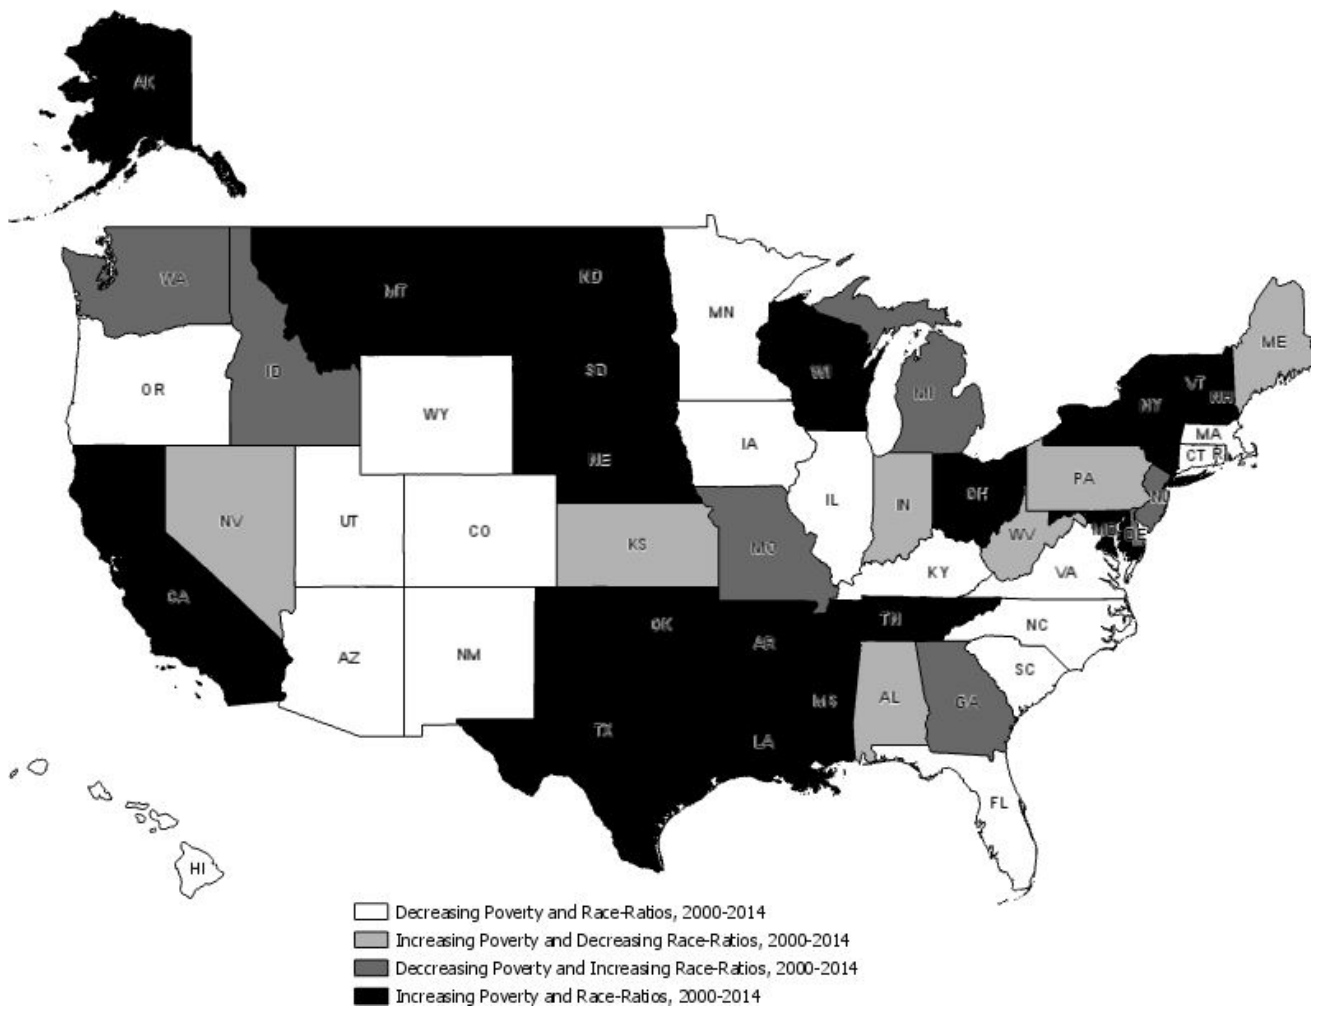 AK
WA
MT
ND
MN
OR
ID
SD
WI
MI
ME
VT
NH
NY
WY
NE
IA
MA
CT
NV
UT
CO
KS
MO
IL
IN
OH
PA
NJ
WV
MD
DE
KY
VA
CA
AZ
NM
OK
AR
TN
NC
SC
TX
LA
MS
AL
GA
FL
HI
Decreasing Poverty and Race-Ratios, 2000-2014
Increasing Poverty and Decreasing Race-Ratios, 2000-2014
Deccreasing Poverty and Increasing Race-Ratios, 2000-2014
Increasing Poverty and Race-Ratios, 2000-2014